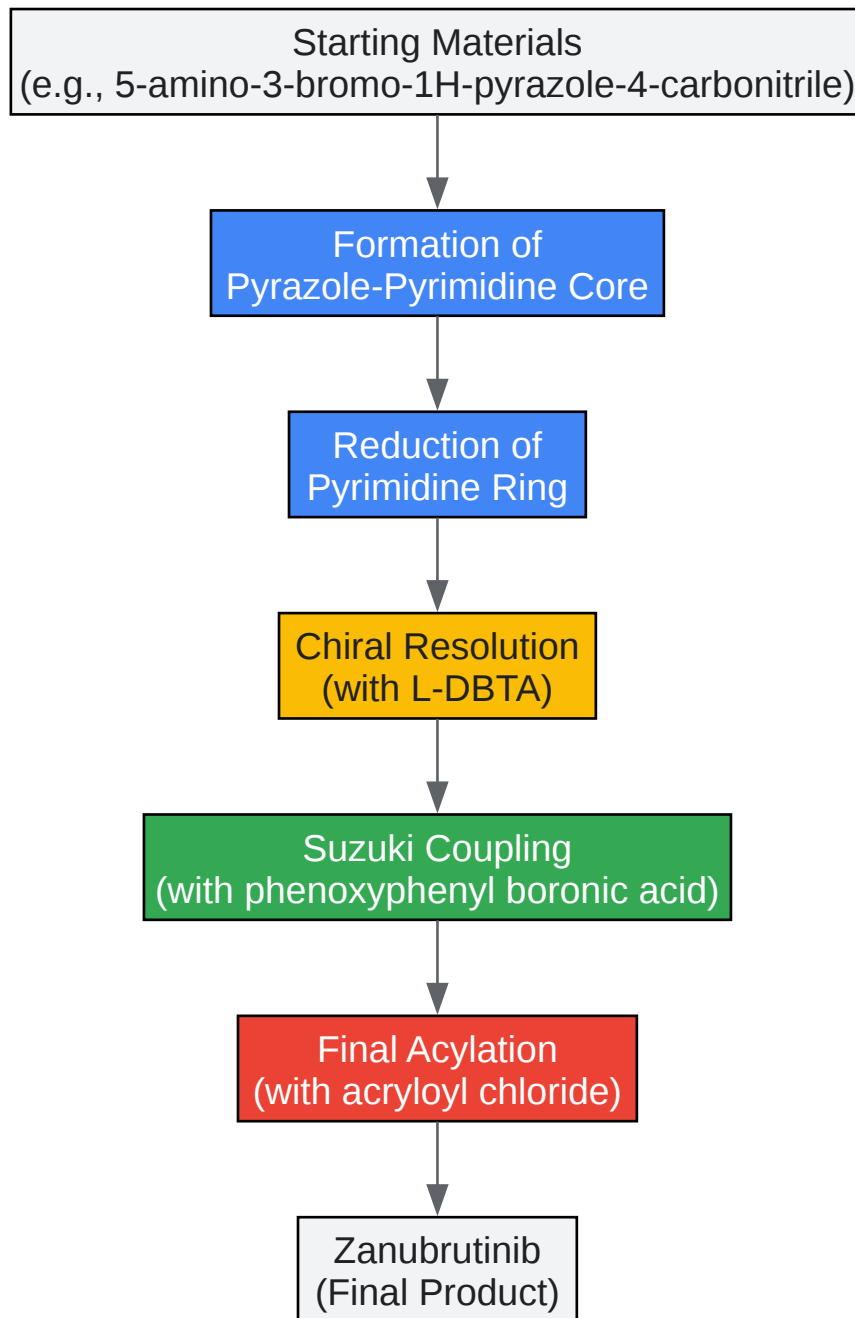 Starting Materials
(e.g., 5-amino-3-bromo-1H-pyrazole-4-carbonitrile)
Formation of
Pyrazole-Pyrimidine Core
Reduction of
Pyrimidine Ring
Chiral Resolution
(with L-DBTA)
Suzuki Coupling
(with phenoxyphenyl boronic acid)
Final Acylation
(with acryloyl chloride)
Zanubrutinib
(Final Product)